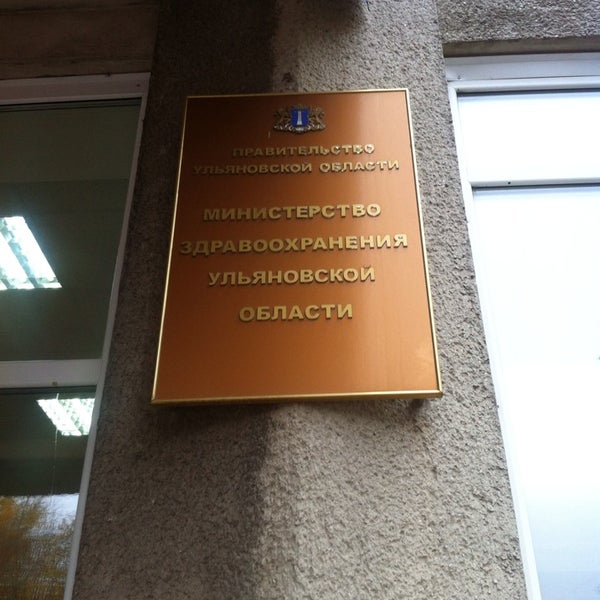 ПРАВИТЕЛЬСТВО
УЛЬЯНОВСКОЙ ОБЛАСТИ
МИНИСТЕРСТВО
ЗДРАВООХРАНЕНИЯ
УЛЬЯНОВСКОЙ
ОБЛАСТИ